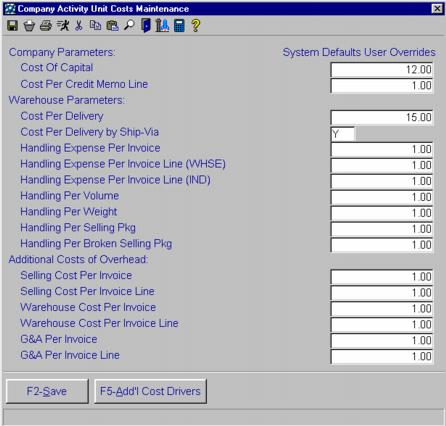 Company Activity Unit Costs Maintenance
Company Parameters: System Defaults User Overrides
Cost Of Capital 12.00
Cost Per Credit Memo Line 1.00
Warehouse Parameters:
Cost Per Delivery 15.00
Cost Per Delivery by Ship-Via Y
Handling Expense Per Invoice 1.00
Handling Expense Per Invoice Line (WHSE) 1.00
Handling Expense Per Invoice Line (IND) 1.00
Handling Per Volume 1.00
Handling Per Weight 1.00
Handling Per Selling Pkg 1.00
Handling Per Broken Selling Pkg 1.00
Additional Costs of Overhead:
Selling Cost Per Invoice 1.00
Selling Cost Per Invoice Line 1.00
Warehouse Cost Per Invoice 1.00
Warehouse Cost Per Invoice Line 1.00
G&A Per Invoice 1.00
G&A Per Invoice Line 1.00
F2-Save F5-Add'l Cost Drivers